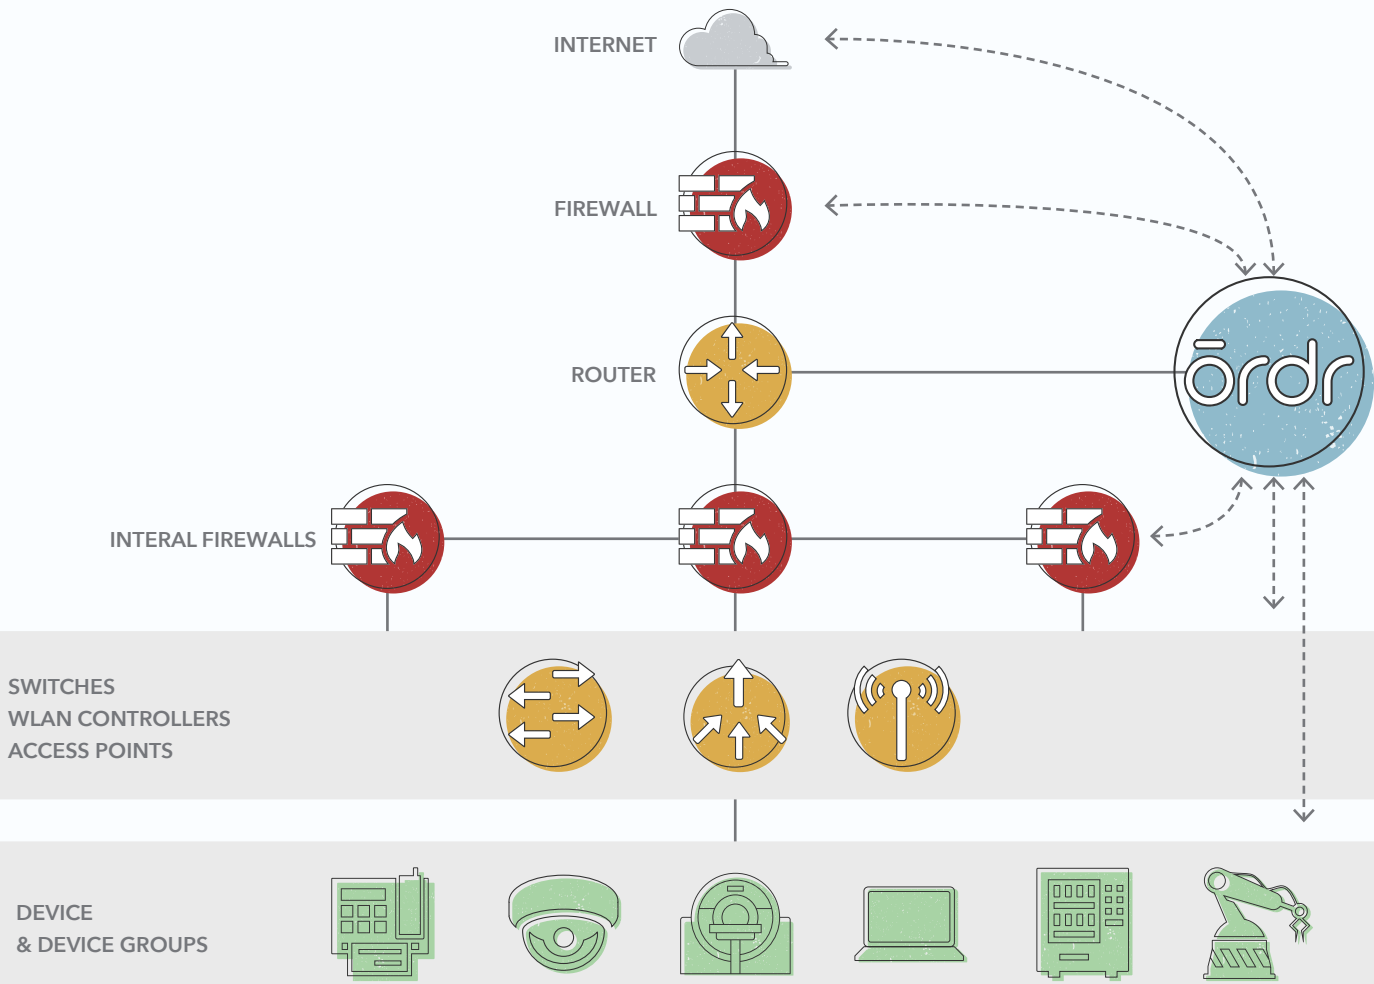 INTERNET
FIREWALL
ROUTER
ōrdr
INTERAL FIREWALLS
SWITCHES
WLAN CONTROLLERS
ACCESS POINTS
DEVICE
& DEVICE GROUPS